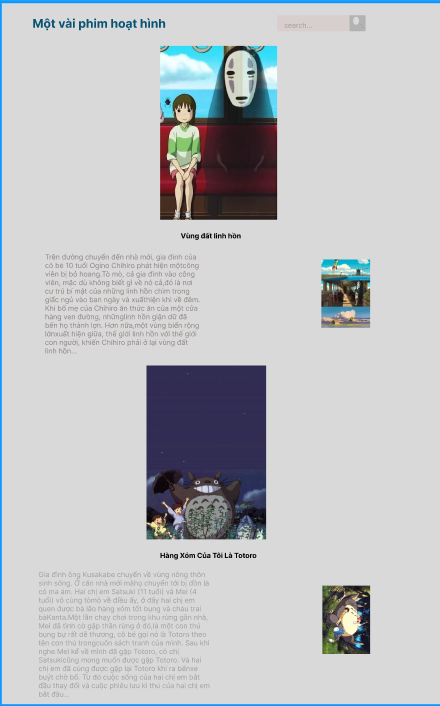 Một vài phim hoạt hình
search...
Vùng đất linh hồn
Trên đường chuyển đến nhà mới, gia đình của
cô bé 10 tuổi Ogino Chihiro phát hiện mộtcông
viên bị bỏ hoang.Tò mò, cả gia đình vào công
viên, mặc dù không biết gì về nó cả,đó là nơi
cư trú bí mật của những linh hồn chìm trong
giấc ngủ vào ban ngày và xuấthiện khi về đêm.
Khi bố mẹ của Chihiro ăn thức ăn của một cửa
hàng ven đường, nhữnglinh hồn giận dữ đã
bến họ thành lợn. Hơn nữa,một vùng biển rộng
lớnxuất hiện giữa, thế giới linh hồn với thế giới
con người, khiến Chihiro phải ở lại vùng đất
linh hồn...
Hàng Xóm Của Tôi Là Totoro
Gia đình ông Kusakabe chuyển về vùng nông thôn
sinh sống. Ở căn nhà mới mảng chuyển tới bị đồn là
có ma ám. Hai chị em Satsuki (11 tuổi) và Mei (4
tuổi) vô cùng tòmò về điều ấy, ở đây hai chị em
quen được bà lão hàng xóm tốt bụng và cháu trai
bàKanta.Một lần chạy chơi trong khu rừng gần nhà,
Mei đã tình cờ gặp thần rừng ở đó,là một con thú
bụng bự rất dễ thương, cô bé gọi nó là Totoro theo
tên con thú trongcuốn sách tranh của mình. Sau khi
nghe Mei kể về mình đã gặp Totoro, cô chị
Satsukicũng mong muốn được gặp Totoro. Và hai
chị em đã cùng được gặp lại Totoro khi ra bếnxe
buýt chờ bố. Từ đó cuộc sống của hai chị em bắt
đầu thay đổi và cuộc phiêu lưu kì thú của hai chị em
bắt đầu...